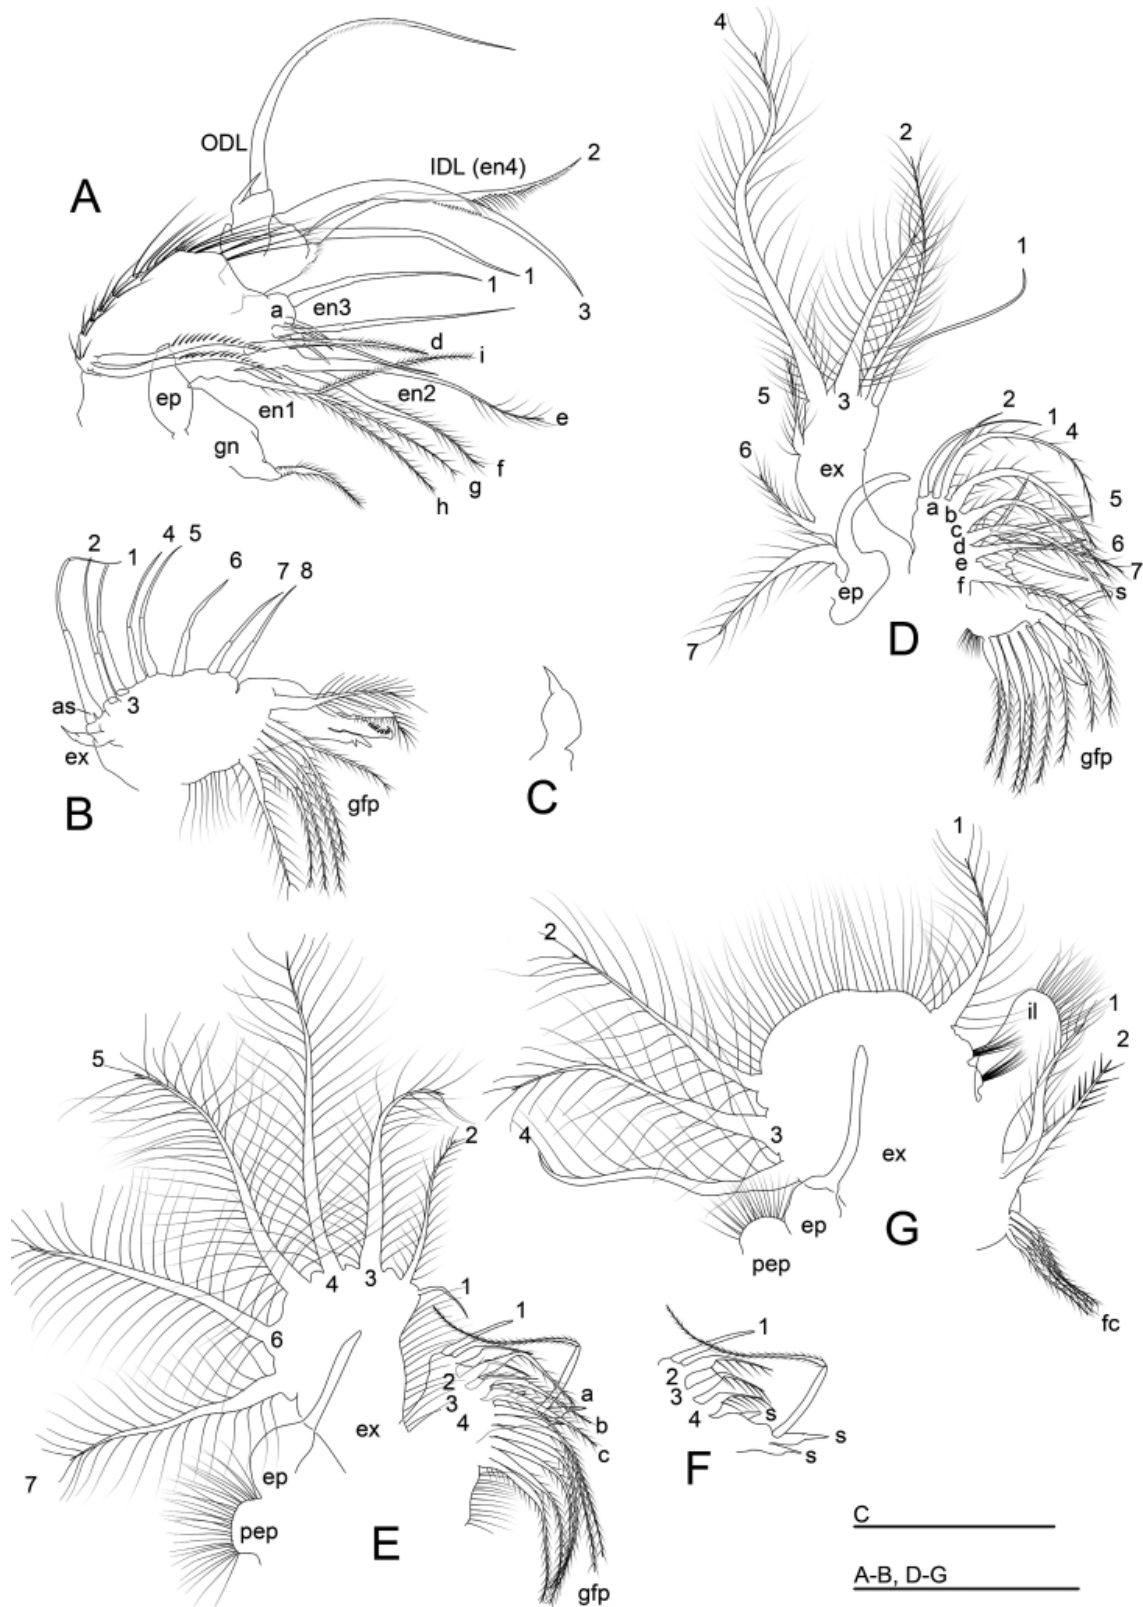 A
ODL
IDL (en4)
2
1
1
3
a
en3
d
i
ep
en1
en2
e
gn
f
g
h
B
2
1
4
5
6
7
8
as
3
ex
gfp
C
D
4
2
1
5
3
6
ex
2
1
4
a
b
c
d
e
f
5
6
7
s
ep
7
gfp
E
5
2
4
3
1
6
1
2
3
4
a
b
c
ex
7
ep
pep
gfp
F
1
2
3
4
s
s
s
G
1
2
il
1
2
3
4
ex
ep
pep
fc
C
A-B, D-G